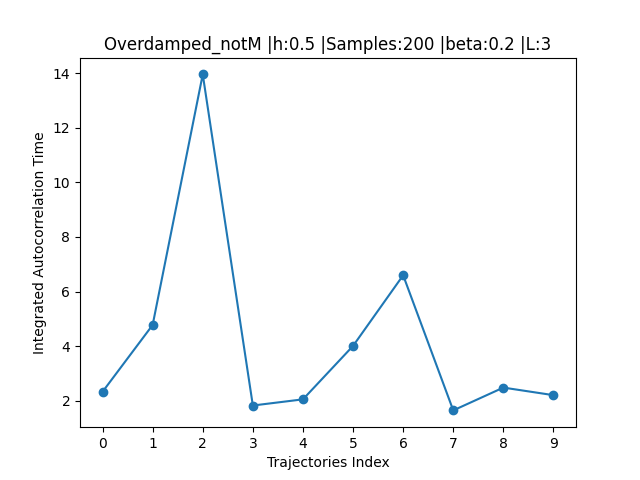 Overdamped_notM |h:0.5 |Samples:200 |beta:0.2 |L:3
14
12
10
8
6
4
2
Integrated Autocorrelation Time
0 1 2 3 4 5 6 7 8 9
Trajectories Index